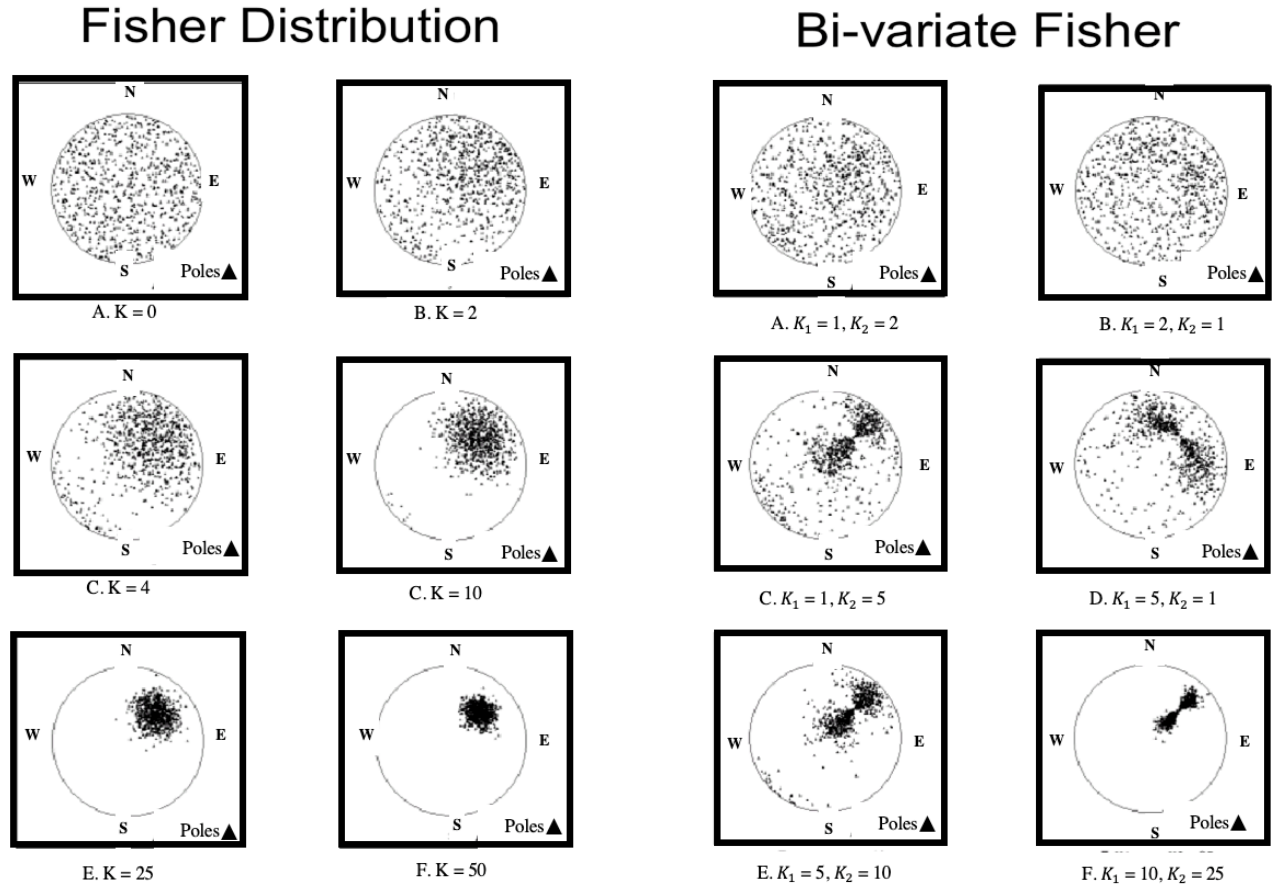 Fisher Distribution
Bi-variate Fisher
N
W
E
S
Poles▲
A. K = 0
N
W
E
S
Poles▲
B. K = 2
N
W
E
S
Poles▲
C. K = 4
N
W
E
S
Poles▲
C. K = 10
N
W
E
S
Poles▲
E. K = 25
N
W
E
S
Poles▲
F. K = 50
N
W
E
S
Poles▲
A. K₁ = 1, K₂ = 2
N
W
E
S
Poles▲
B. K₁ = 2, K₂ = 1
N
W
E
S
Poles▲
C. K₁ = 1, K₂ = 5
N
W
E
S
Poles▲
D. K₁ = 5, K₂ = 1
N
W
E
S
Poles▲
E. K₁ = 5, K₂ = 10
N
W
E
S
Poles▲
F. K₁ = 10, K₂ = 25